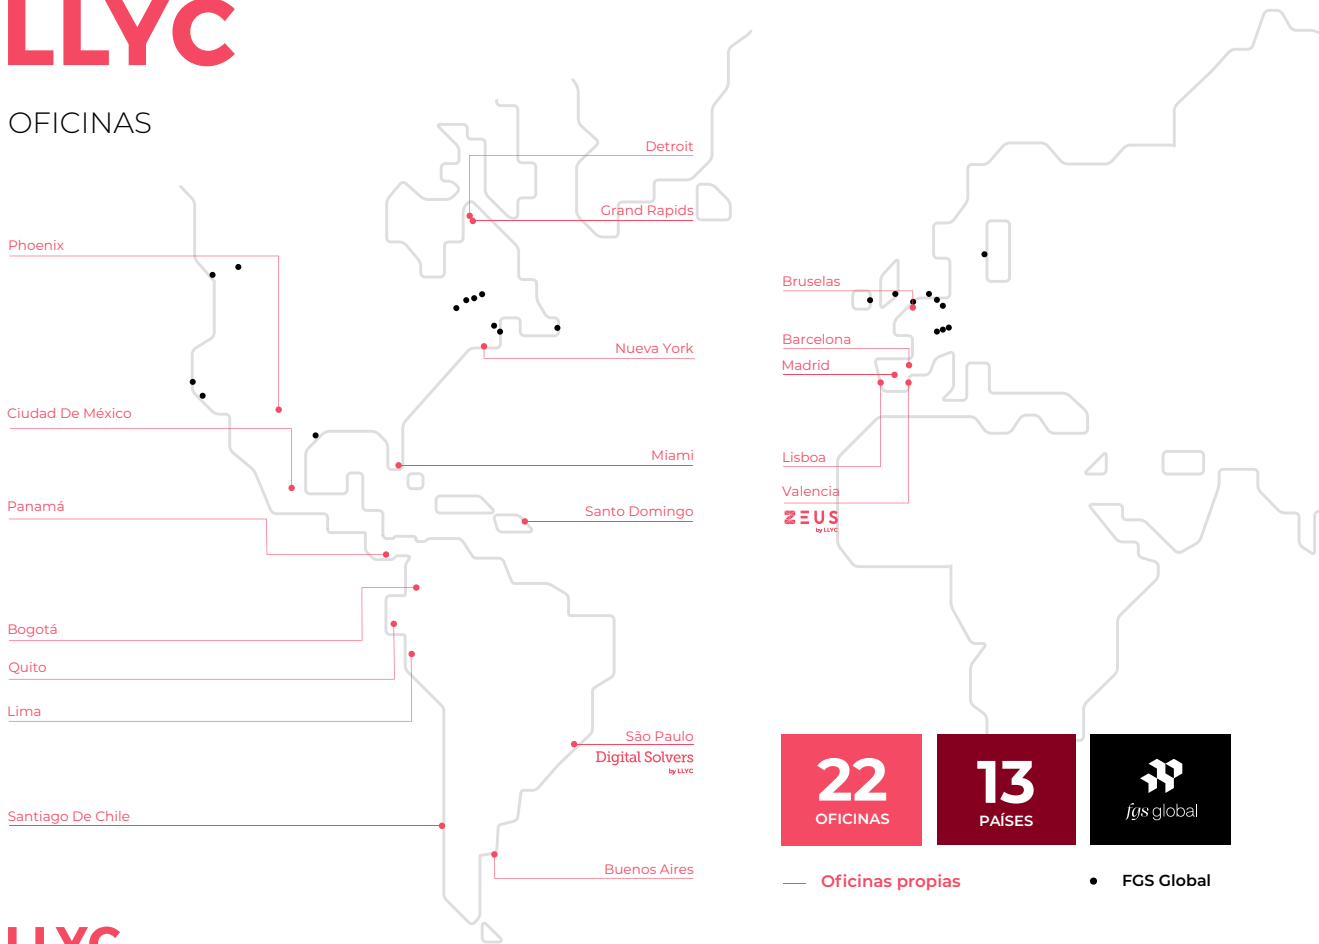 LLYC
OFICINAS
Detroit
Grand Rapids
Phoenix
Nueva York
Ciudad De México
Miami
Panamá
Santo Domingo
Bogotá
Quito
Lima
São Paulo
Digital Solvers
by LLYC
Santiago De Chile
Buenos Aires
Bruselas
Barcelona
Madrid
Lisboa
Valencia
ZEUS
by LLYC
22
OFICINAS
13
PAÍSES
fgs global
Oficinas propias
FGS Global
LLYC